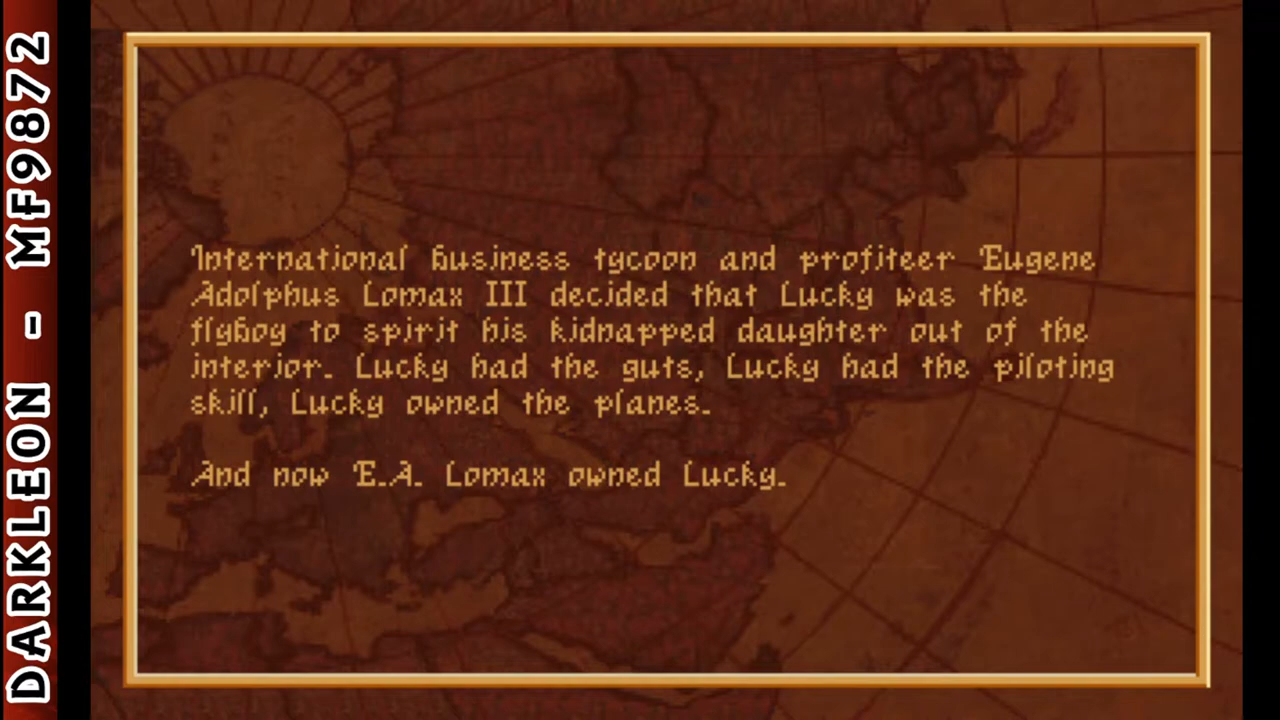 DARKLEON - MF9872
International business tycoon and profiteer Eugene
Adolphus Lomax III decided that Lucky was the
flyboy to spirit his kidnapped daughter out of the
interior. Lucky had the guts, Lucky had the piloting
skill, Lucky owned the planes.
And now E.A. Lomax owned Lucky.